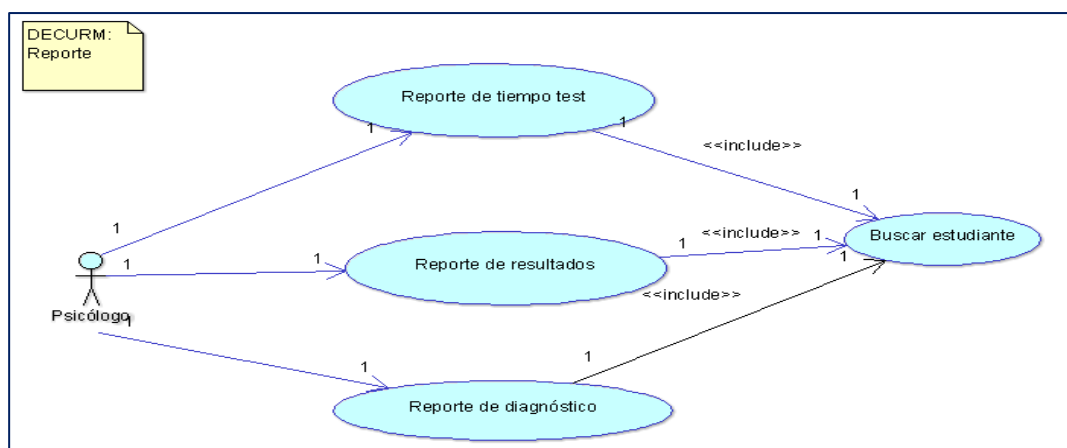 DECURM:
Reporte
Reporte de tiempo test
1
1
<<include>>
1
1
Buscar estudiante
<<include>>
1
1
1
1
Reporte de resultados
1
<<include>>
Psicólogo
1
1
1
Reporte de diagnóstico